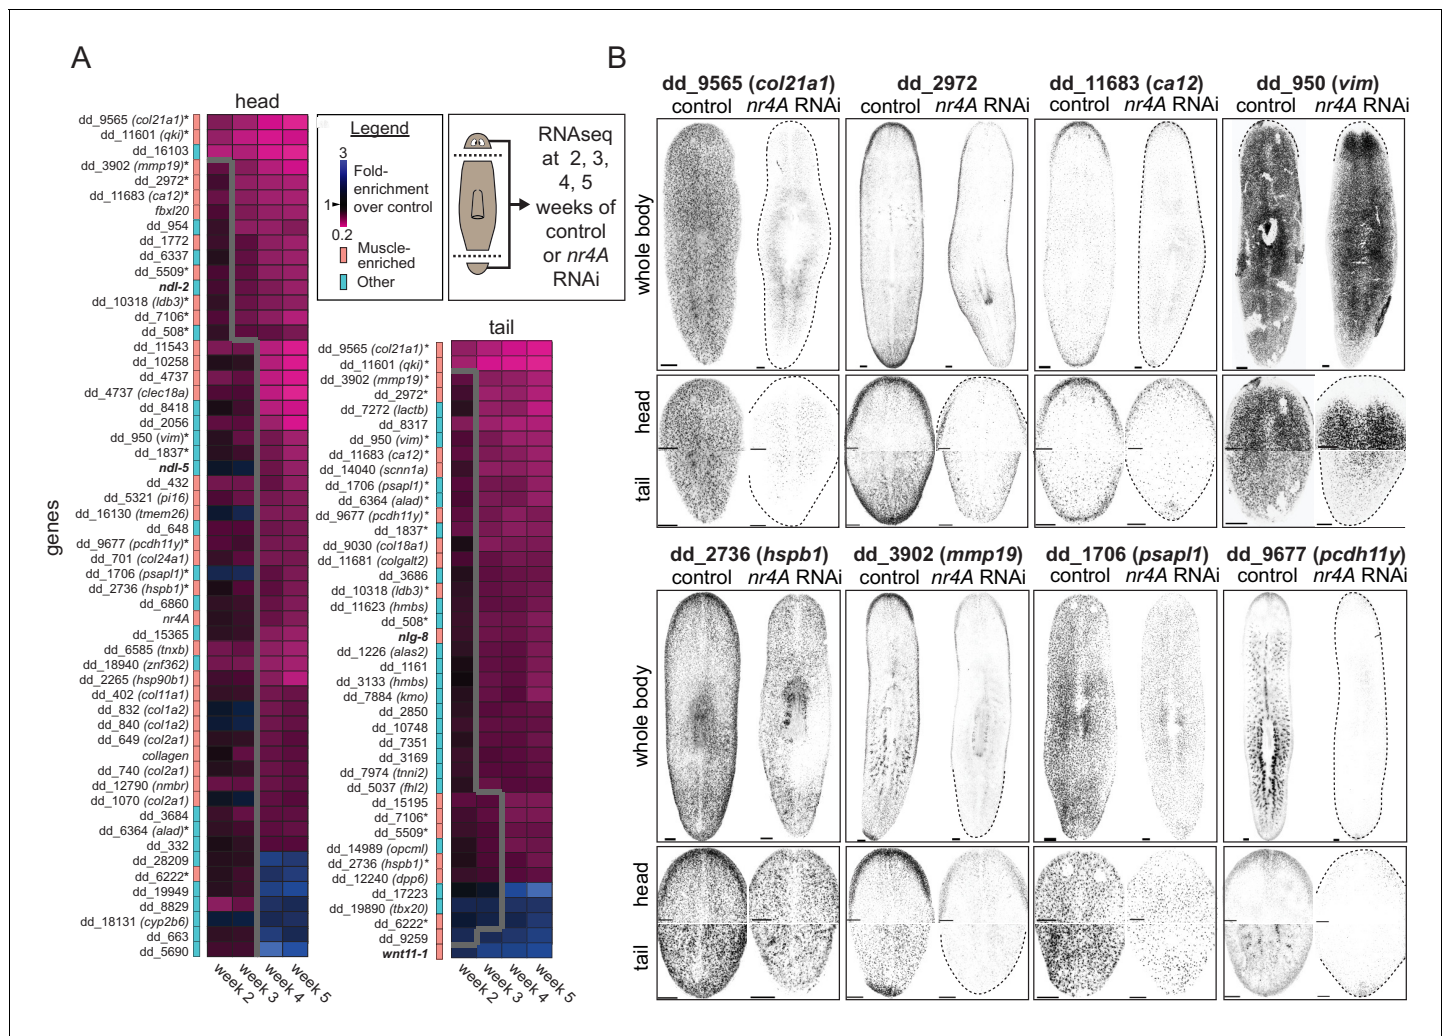 A
head
dd_9565 (col21a1)*
dd_11601 (qki)*
dd_16103
dd_3902 (mmp19)*
dd_2972*
dd_11683 (ca12)*
fbxl20
dd_954
dd_1772
dd_6337
dd_5509*
ndl-2
dd_10318 (ldb3)*
dd_7106*
dd_508*
dd_11543
dd_10258
dd_4737
dd_4737 (clec18a)
dd_8418
dd_2056
dd_950 (vim)*
dd_1837*
ndl-5
dd_432
dd_5321 (pi16)
dd_16130 (tmem26)
dd_648
dd_9677 (pcdh11y)*
dd_701 (col24a1)
dd_1706 (psapl1)*
dd_2736 (hspb1)*
dd_6860
nr4A
dd_15365
dd_6585 (tnxb)
dd_18940 (znf362)
dd_2265 (hsp90b1)
dd_402 (col11a1)
dd_832 (col1a2)
dd_840 (col1a2)
dd_649 (col2a1)
collagen
dd_740 (col2a1)
dd_12790 (nmbr)
dd_1070 (col2a1)
dd_3684
dd_6364 (alad)*
dd_332
dd_28209
dd_6222*
dd_19949
dd_8829
dd_18131 (cyp2b6)
dd_663
dd_5690
genes
week 2
week 3
week 4
week 5
Legend
3
1
0.2
Fold-
enrichment
over control
Muscle-
enriched
Other
RNAseq
at 2, 3,
4, 5
weeks of
control
or nr4A
RNAi
tail
dd_9565 (col21a1)*
dd_11601 (qki)*
dd_3902 (mmp19)*
dd_2972*
dd_7272 (lactb)
dd_8317
dd_950 (vim)*
dd_11683 (ca12)*
dd_14040 (scnn1a)
dd_1706 (psapl1)*
dd_6364 (alad)*
dd_9677 (pcdh11y)*
dd_1837*
dd_9030 (col18a1)
dd_11681 (colgalt2)
dd_3686
dd_10318 (ldb3)*
dd_11623 (hmbs)
dd_508*
nlg-8
dd_1226 (alas2)
dd_1161
dd_3133 (hmbs)
dd_7884 (kmo)
dd_2850
dd_10748
dd_7351
dd_3169
dd_7974 (tnni2)
dd_5037 (fhl2)
dd_15195
dd_7106*
dd_5509*
dd_14989 (opcml)
dd_2736 (hspb1)*
dd_12240 (dpp6)
dd_17223
dd_19890 (tbx20)
dd_6222*
dd_9259
wnt11-1
week 2
week 3
week 4
week 5
B
dd_9565 (col21a1)
control nr4A RNAi
dd_2972
control nr4A RNAi
dd_11683 (ca12)
control nr4A RNAi
dd_950 (vim)
control nr4A RNAi
whole body
head
tail
dd_2736 (hspb1)
control nr4A RNAi
dd_3902 (mmp19)
control nr4A RNAi
dd_1706 (psapl1)
control nr4A RNAi
dd_9677 (pcdh11y)
control nr4A RNAi
whole body
head
tail